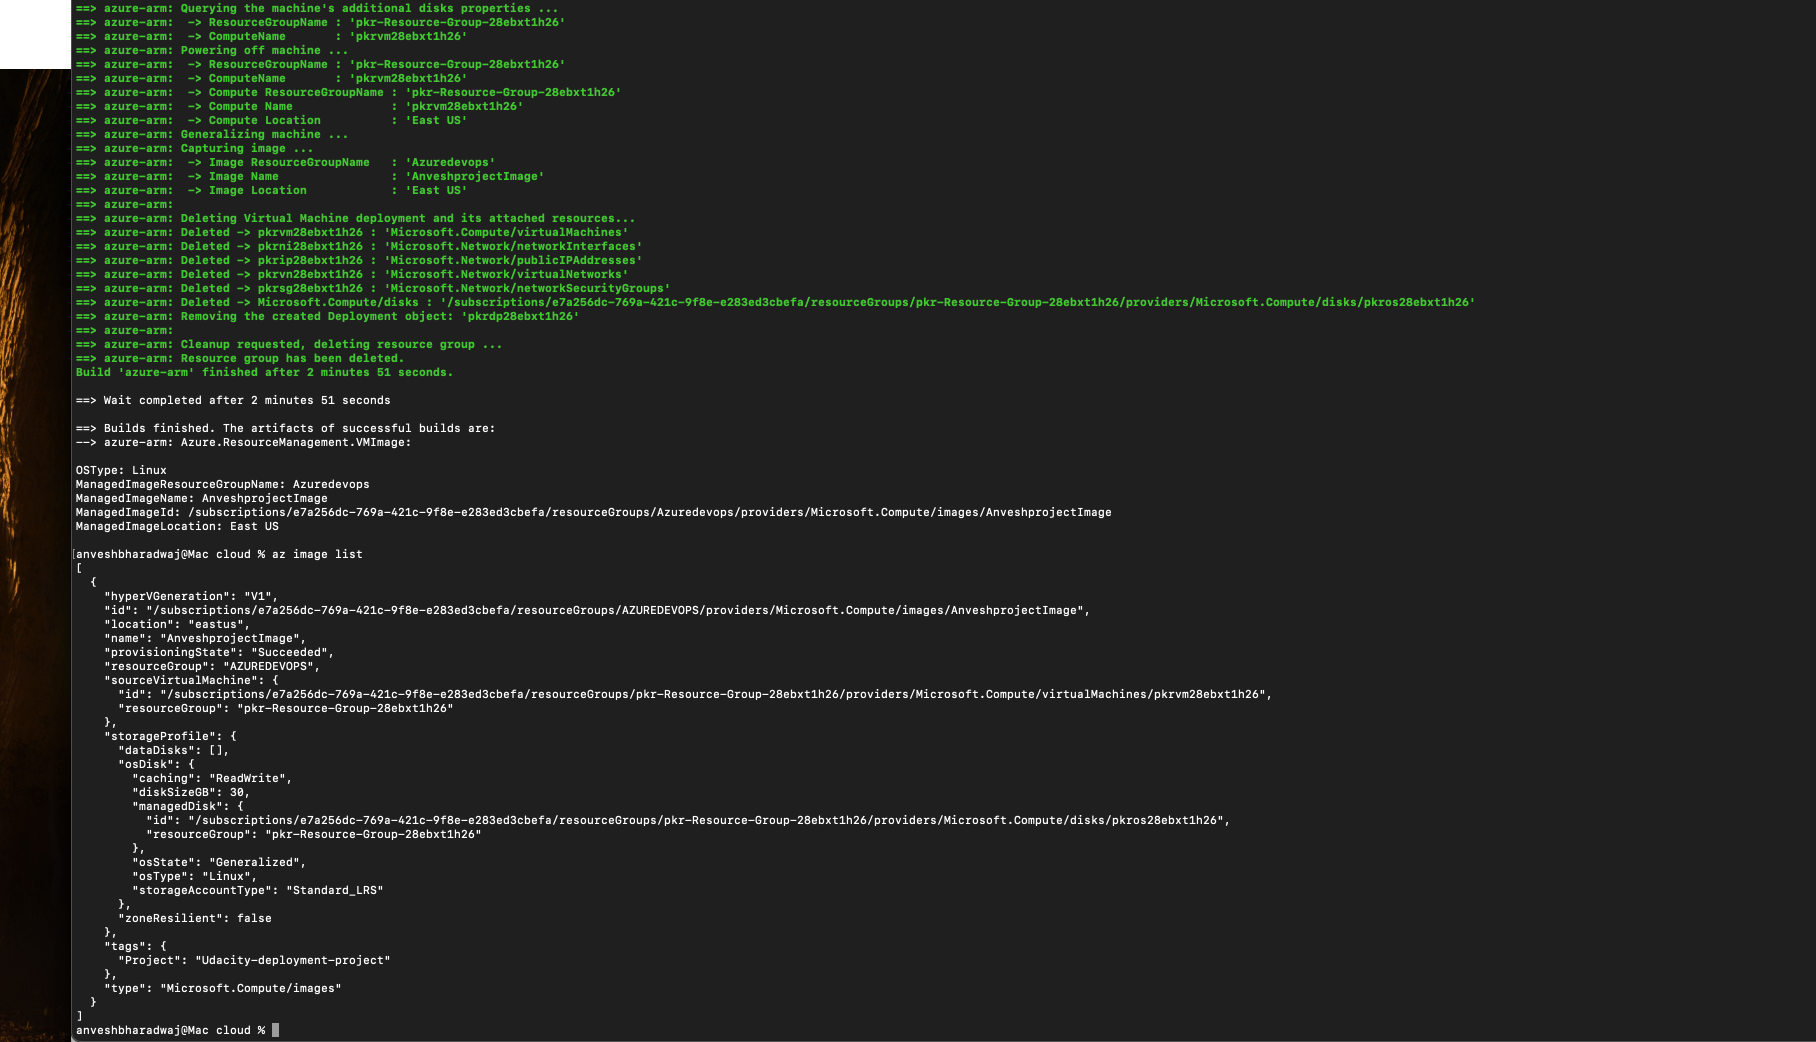 ==> azure-arm: Querying the machine's additional disks properties ...
==> azure-arm:  -> ResourceGroupName : 'pkr-Resource-Group-28ebxt1h26'
==> azure-arm:  -> ComputeName       : 'pkrvm28ebxt1h26'
==> azure-arm: Powering off machine ...
==> azure-arm:  -> ResourceGroupName : 'pkr-Resource-Group-28ebxt1h26'
==> azure-arm:  -> ComputeName       : 'pkrvm28ebxt1h26'
==> azure-arm:  -> Compute ResourceGroupName : 'pkr-Resource-Group-28ebxt1h26'
==> azure-arm:  -> Compute Name              : 'pkrvm28ebxt1h26'
==> azure-arm:  -> Compute Location          : 'East US'
==> azure-arm: Generalizing machine ...
==> azure-arm: Capturing image ...
==> azure-arm:  -> Image ResourceGroupName   : 'Azuredevops'
==> azure-arm:  -> Image Name                : 'AnveshprojectImage'
==> azure-arm:  -> Image Location            : 'East US'
==> azure-arm:
==> azure-arm: Deleting Virtual Machine deployment and its attached resources...
==> azure-arm: Deleted -> pkrvm28ebxt1h26 : 'Microsoft.Compute/virtualMachines'
==> azure-arm: Deleted -> pkrni28ebxt1h26 : 'Microsoft.Network/networkInterfaces'
==> azure-arm: Deleted -> pkrip28ebxt1h26 : 'Microsoft.Network/publicIPAddresses'
==> azure-arm: Deleted -> pkrvn28ebxt1h26 : 'Microsoft.Network/virtualNetworks'
==> azure-arm: Deleted -> pkrsg28ebxt1h26 : 'Microsoft.Network/networkSecurityGroups'
==> azure-arm: Deleted -> Microsoft.Compute/disks : '/subscriptions/e7a256dc-769a-421c-9f8e-e283ed3cbefa/resourceGroups/pkr-Resource-Group-28ebxt1h26/providers/Microsoft.Compute/disks/pkros28ebxt1h26'
==> azure-arm: Removing the created Deployment object: 'pkrdp28ebxt1h26'
==> azure-arm:
==> azure-arm: Cleanup requested, deleting resource group ...
==> azure-arm: Resource group has been deleted.
Build 'azure-arm' finished after 2 minutes 51 seconds.
==> Wait completed after 2 minutes 51 seconds
==> Builds finished. The artifacts of successful builds are:
--> azure-arm: Azure.ResourceManagement.VMImage:
OSType: Linux
ManagedImageResourceGroupName: Azuredevops
ManagedImageName: AnveshprojectImage
ManagedImageId: /subscriptions/e7a256dc-769a-421c-9f8e-e283ed3cbefa/resourceGroups/Azuredevops/providers/Microsoft.Compute/images/AnveshprojectImage
ManagedImageLocation: East US
[anveshbharadwaj@Mac cloud % az image list
[
  {
    "hyperVGeneration": "V1",
    "id": "/subscriptions/e7a256dc-769a-421c-9f8e-e283ed3cbefa/resourceGroups/AZUREDEVOPS/providers/Microsoft.Compute/images/AnveshprojectImage",
    "location": "eastus",
    "name": "AnveshprojectImage",
    "provisioningState": "Succeeded",
    "resourceGroup": "AZUREDEVOPS",
    "sourceVirtualMachine": {
      "id": "/subscriptions/e7a256dc-769a-421c-9f8e-e283ed3cbefa/resourceGroups/pkr-Resource-Group-28ebxt1h26/providers/Microsoft.Compute/virtualMachines/pkrvm28ebxt1h26",
      "resourceGroup": "pkr-Resource-Group-28ebxt1h26"
    },
    "storageProfile": {
      "dataDisks": [],
      "osDisk": {
        "caching": "ReadWrite",
        "diskSizeGB": 30,
        "managedDisk": {
          "id": "/subscriptions/e7a256dc-769a-421c-9f8e-e283ed3cbefa/resourceGroups/pkr-Resource-Group-28ebxt1h26/providers/Microsoft.Compute/disks/pkros28ebxt1h26",
          "resourceGroup": "pkr-Resource-Group-28ebxt1h26"
        },
        "osState": "Generalized",
        "osType": "Linux",
        "storageAccountType": "Standard_LRS"
      },
      "zoneResilient": false
    },
    "tags": {
      "Project": "Udacity-deployment-project"
    },
    "type": "Microsoft.Compute/images"
  }
]
anveshbharadwaj@Mac cloud %